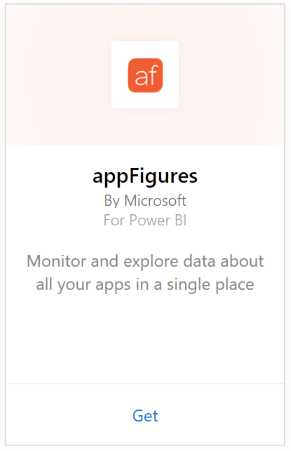 af
appFigures
By Microsoft
For Power BI
Monitor and explore data about
all your apps in a single place
Get